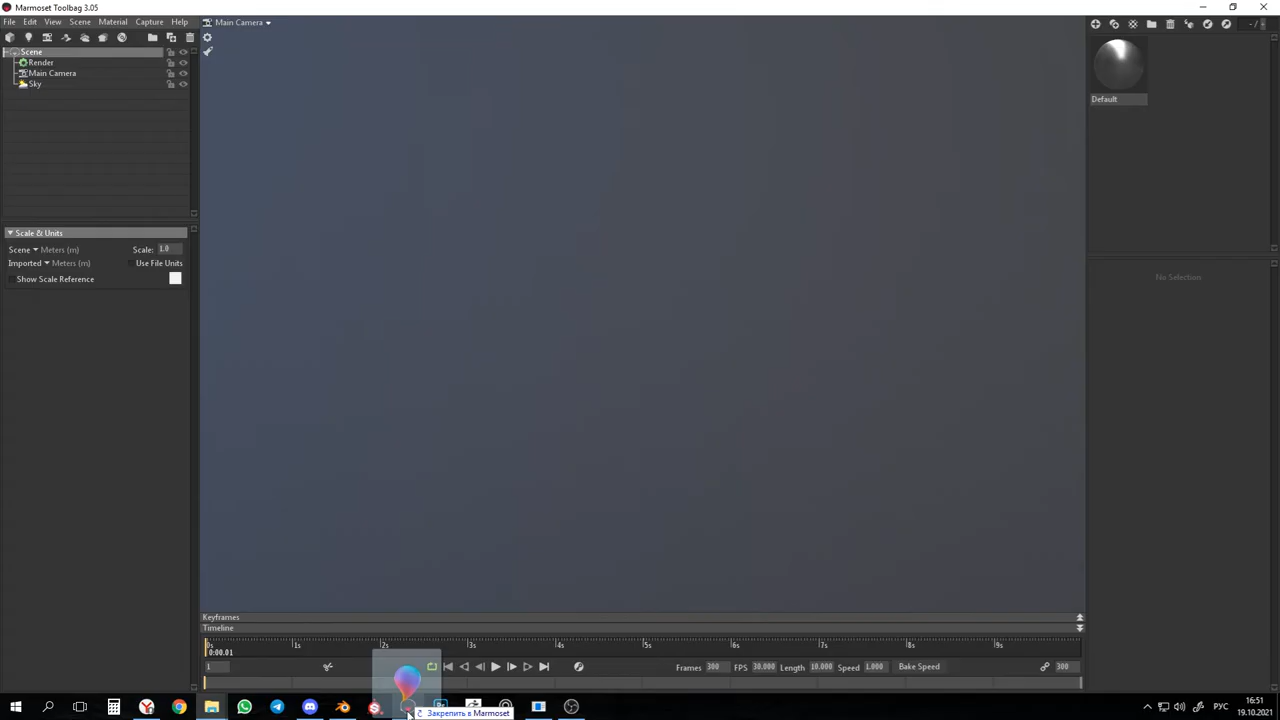 Marmoset Toolbag 3.05
File Edit View Scene Material Capture Help
Main Camera
Scene
Render
Main Camera
Sky
Default
Scale & Units
Scene Meters (m) Scale: 1.0
Imported Meters (m) Use File Units
Show Scale Reference
No Selection
Keyframes
Timeline
0s 1s 2s 3s 4s 5s 6s 7s 8s 9s
0:00.01
1 Frames 300 FPS 30.000 Length 10.000 Speed 1.000 Bake Speed 300
Закрепить в Marmoset
РУС
16:51
19.10.2021